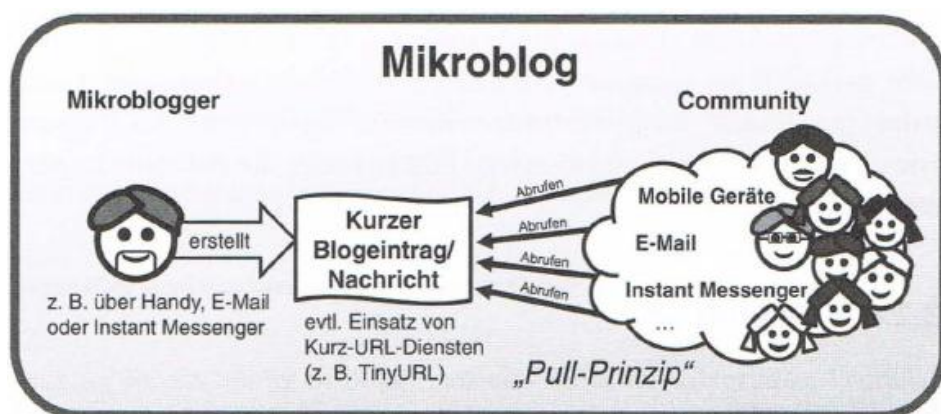 Mikroblog
Mikroblogger
Community
erstellt
Kurzer
Blogeintrag/
Nachricht
Abrufen
Abrufen
Abrufen
Abrufen
Mobile Geräte
E-Mail
Instant Messenger
...
z. B. über Handy, E-Mail
oder Instant Messenger
evtl. Einsatz von
Kurz-URL-Diensten
(z. B. TinyURL)
„Pull-Prinzip“